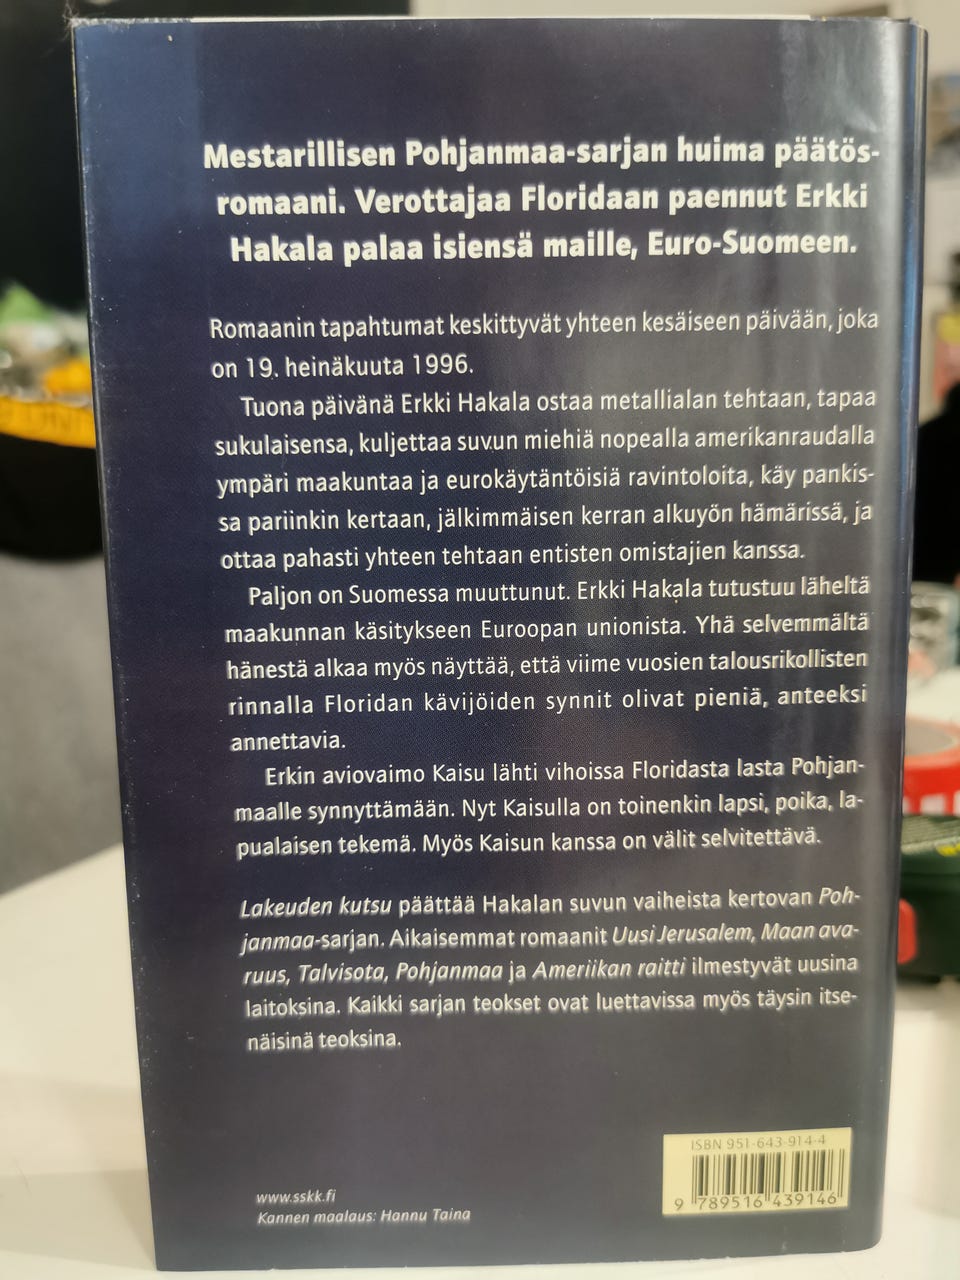 Mestarillisen Pohjanmaa-sarjan huima päätös-
romaani. Verottajaa Floridaan paennut Erkki
Hakala palaa isiensä maille, Euro-Suomeen.
Romaanin tapahtumat keskittyvät yhteen kesäiseen päivään, joka
on 19. heinäkuuta 1996.
Tuona päivänä Erkki Hakala ostaa metallialan tehtaan, tapaa
sukulaisensa, kuljettaa suvun miehiä nopealla amerikanraudalla
ympäri maakuntaa ja eurokäytäntöisiä ravintoloita, käy pankis-
sa pariinkin kertaan, jälkimmäisen kerran alkuyön hämärissä, ja
ottaa pahasti yhteen tehtaan entisten omistajien kanssa.
Paljon on Suomessa muuttunut. Erkki Hakala tutustuu läheltä
maakunnan käsitykseen Euroopan unionista. Yhä selvemmältä
hänestä alkaa myös näyttää, että viime vuosien talousrikollisten
rinnalla Floridan kävijöiden synnit olivat pieniä, anteeksi
annettavia.
Erkin aviovaimo Kaisu lähti vihoissa Floridasta lasta Pohjan-
maalle synnyttämään. Nyt Kaisulla on toinenkin lapsi, poika, la-
pualaisen tekemä. Myös Kaisun kanssa on välit selvitettävä.
Lakeuden kutsu päättää Hakalan suvun vaiheista kertovan Poh-
janmaa-sarjan. Aikaisemmat romaanit Uusi Jerusalem, Maan ava-
ruus, Talvisota, Pohjanmaa ja Ameriikan raitti ilmestyvät uusina
laitoksina. Kaikki sarjan teokset ovat luettavissa myös täysin itse-
näisinä teoksina.
ISBN 951-643-914-4
9 789516 439146
www.sskk.fi
Kannen maalaus: Hannu Taina